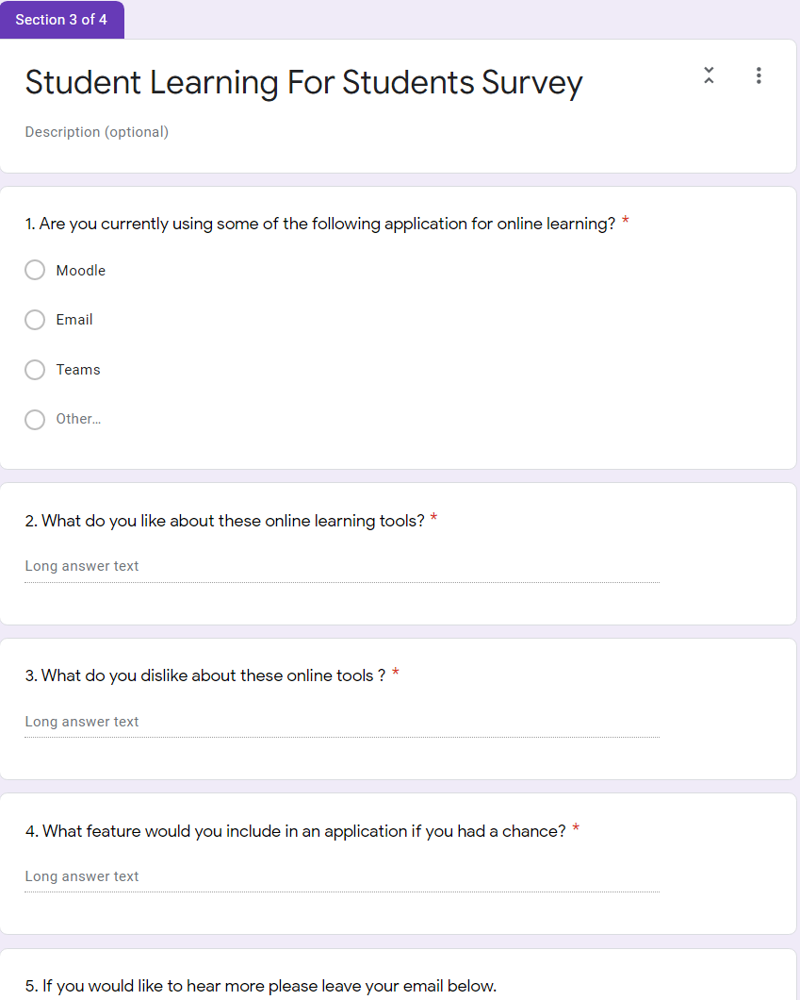 Section 3 of 4
Student Learning For Students Survey
Description (optional)
1. Are you currently using some of the following application for online learning? *
Moodle
Email
Teams
Other...
2. What do you like about these online learning tools? *
Long answer text
3. What do you dislike about these online tools ? *
Long answer text
4. What feature would you include in an application if you had a chance? *
Long answer text
5. If you would like to hear more please leave your email below.